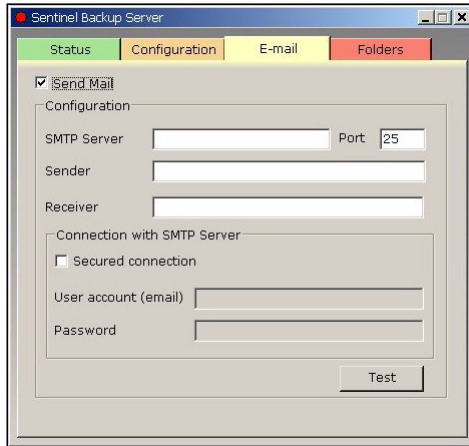 Sentinel Backup Server
Status Configuration E-mail Folders
Send Mail
Configuration
SMTP Server Port 25
Sender
Receiver
Connection with SMTP Server
Secured connection
User account (email)
Password
Test